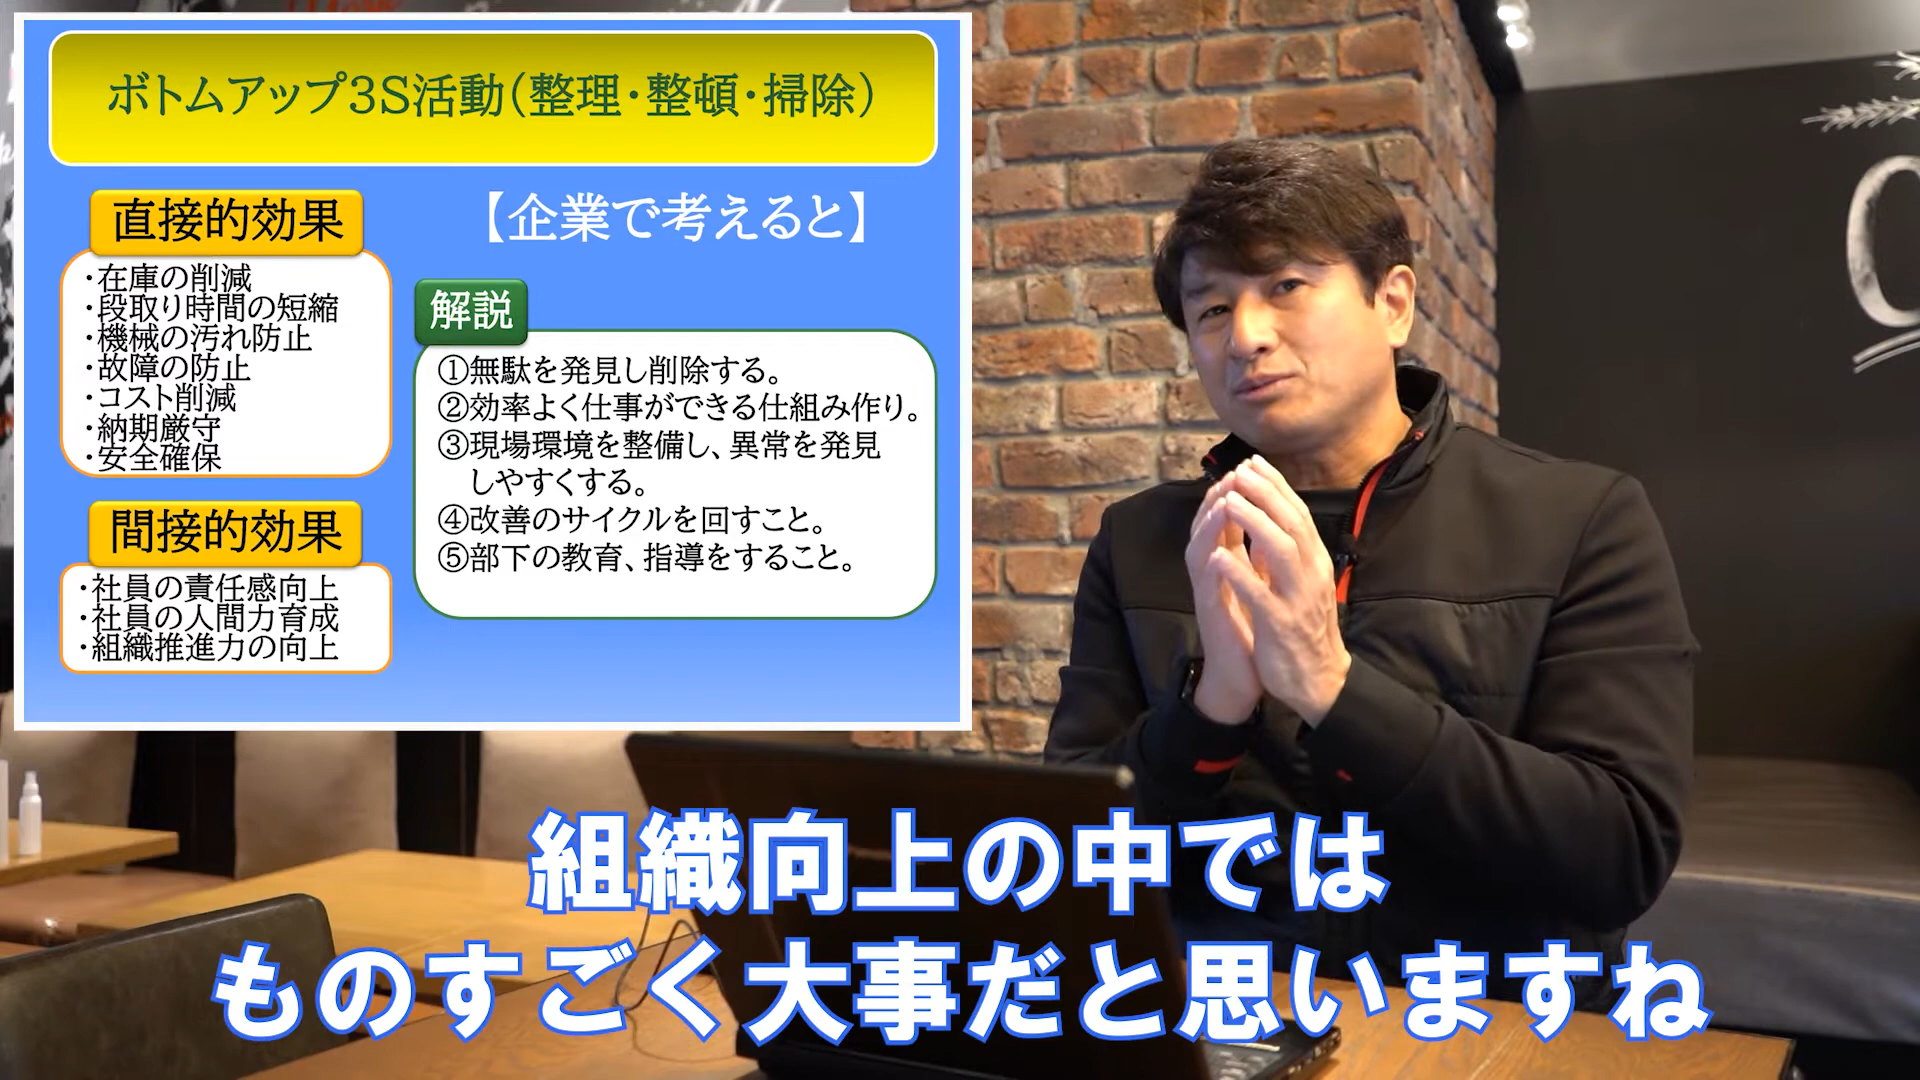 ボトムアップ3S活動（整理・整頓・掃除）
【企業で考えると】
直接的効果
・在庫の削減
・段取り時間の短縮
・機械の汚れ防止
・故障の防止
・コスト削減
・納期厳守
・安全確保
間接的効果
・社員の責任感向上
・社員の人間力育成
・組織推進力の向上
解説
①無駄を発見し削除する。
②効率よく仕事ができる仕組み作り。
③現場環境を整備し、異常を発見
しやすくする。
④改善のサイクルを回すこと。
⑤部下の教育、指導をすること。
組織向上の中では
ものすごく大事だと思いますね